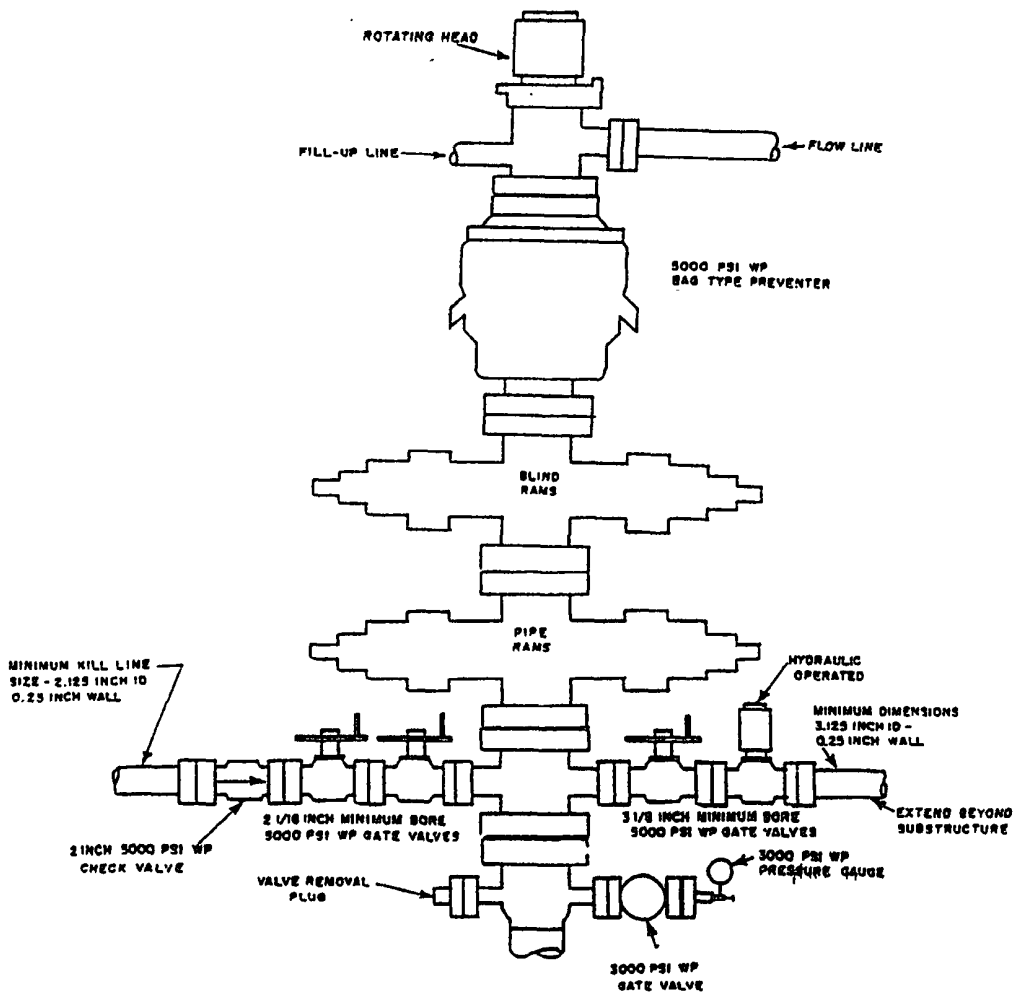 ROTATING HEAD
FILL-UP LINE
FLOW LINE
5000 PSI WP
BAG TYPE PREVENTER
BLIND
RAMS
PIPE
RAMS
MINIMUM KILL LINE
SIZE - 2.125 INCH ID
0.25 INCH WALL
HYDRAULIC
OPERATED
MINIMUM DIMENSIONS
3.125 INCH ID -
0.25 INCH WALL
2 INCH 5000 PSI WP
CHECK VALVE
2 1/16 INCH MINIMUM BORE
5000 PSI WP GATE VALVES
3 1/8 INCH MINIMUM BORE
5000 PSI WP GATE VALVES
EXTEND BEYOND
SUBSTRUCTURE
VALVE REMOVAL
PLUG
3000 PSI WP
PRESSURE GAUGE
3000 PSI WP
GATE VALVE